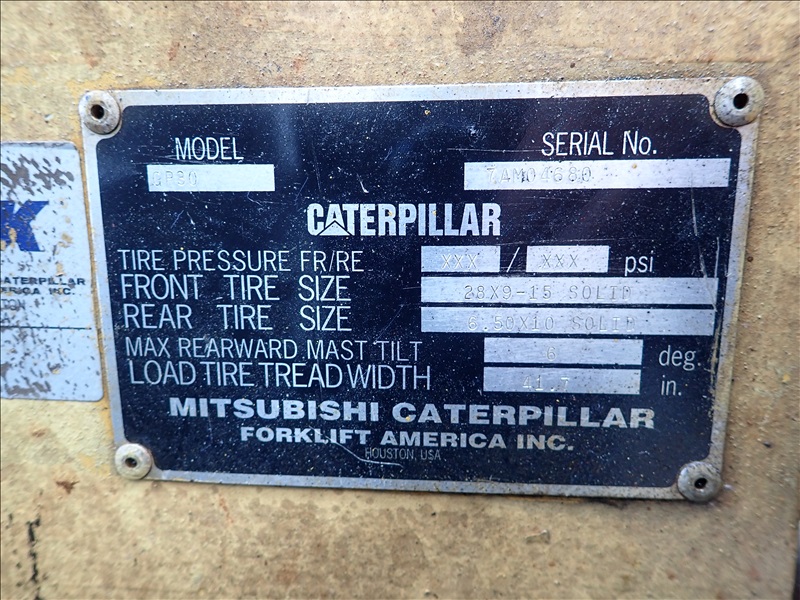 MODEL
SERIAL No.
7AM04680
CATERPILLAR
TIRE PRESSURE FR/RE XXX / XXX psi
FRONT TIRE SIZE 28X9-15 SOLID
REAR TIRE SIZE 6.50X10 SOLID
MAX REARWARD MAST TILT 6 deg.
LOAD TIRE TREAD WIDTH 41.7 in.
MITSUBISHI CATERPILLAR
FORKLIFT AMERICA INC.
HOUSTON, USA
K
CATERPILLAR
INC.